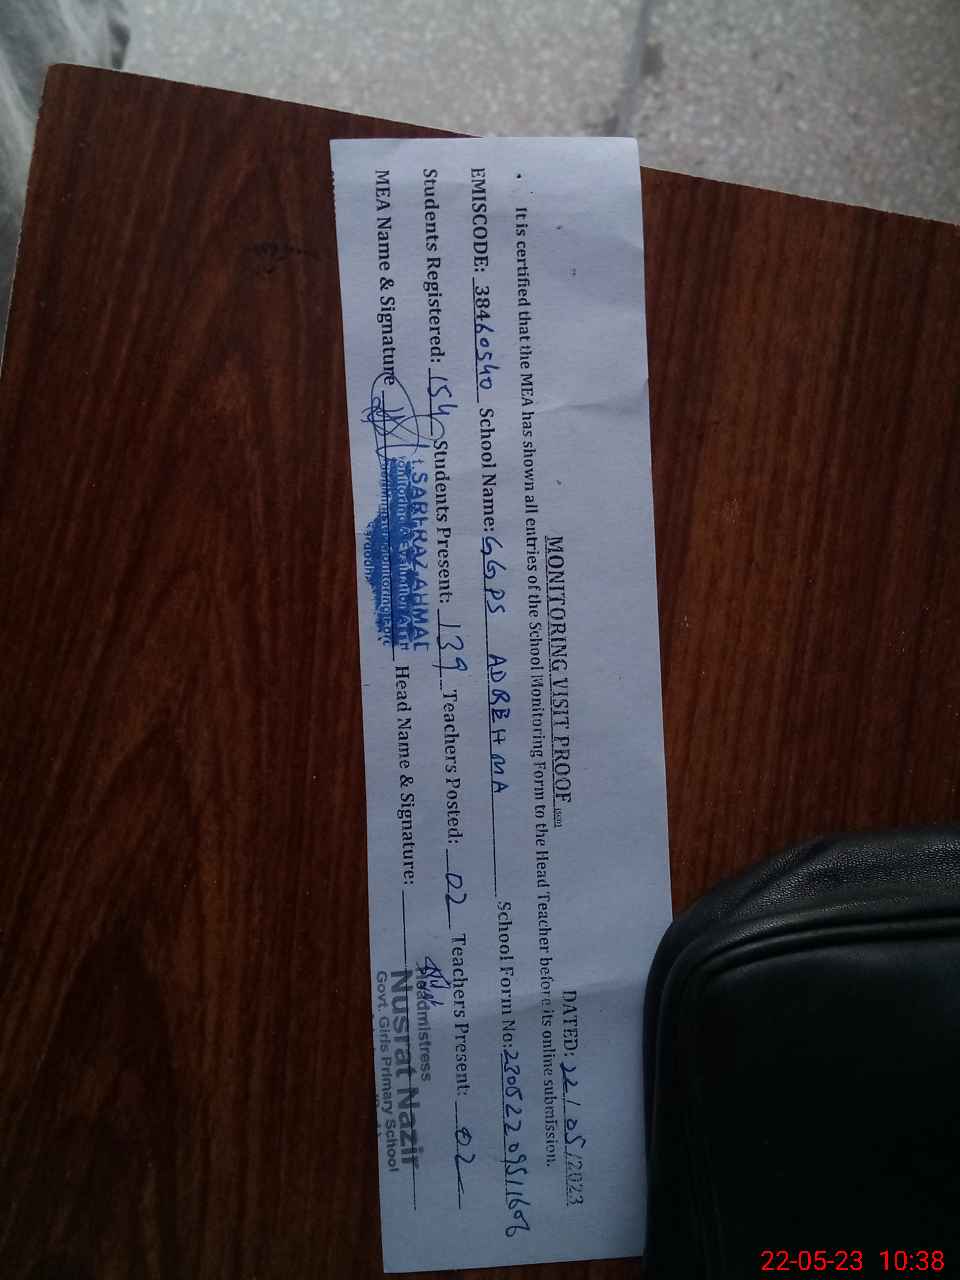 MONITORING VISIT PROOF
DATED: 22/05/2023
It is certified that the MEA has shown all entries of the School Monitoring Form to the Head Teacher before its online submission.
EMISCODE: 38460540 School Name: GGPS ADREHMA School Form No: 23052209511606
Students Registered: 154 Students Present: 139 Teachers Posted: 02 Teachers Present: 02
MEA Name & Signature Head Name & Signature:
SARFRAZ AHMAD
Headmistress
Nusrat Nazir
Govt. Girls Primary School
22-05-23 10:38